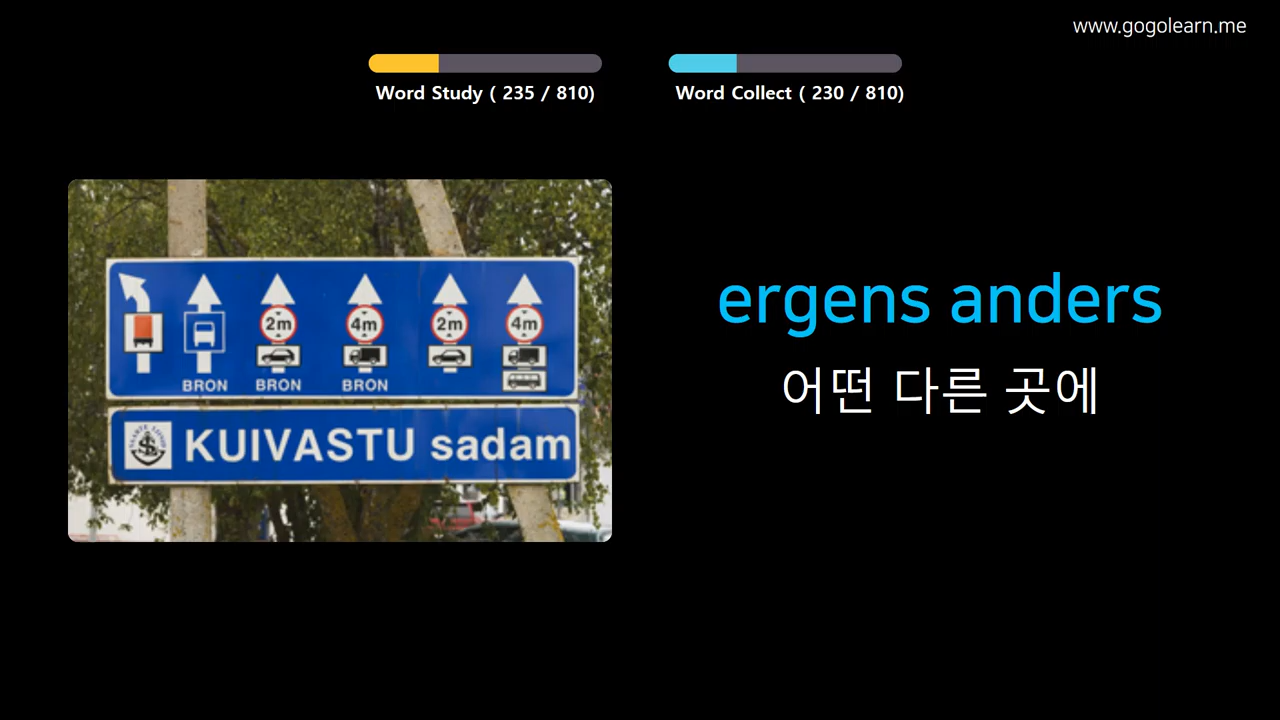 www.gogolearn.me
Word Study ( 235 / 810)
Word Collect ( 230 / 810)
2m
4m
2m
4m
BRON
BRON
BRON
KUIVASTU sadam
ergens anders
어떤 다른 곳에